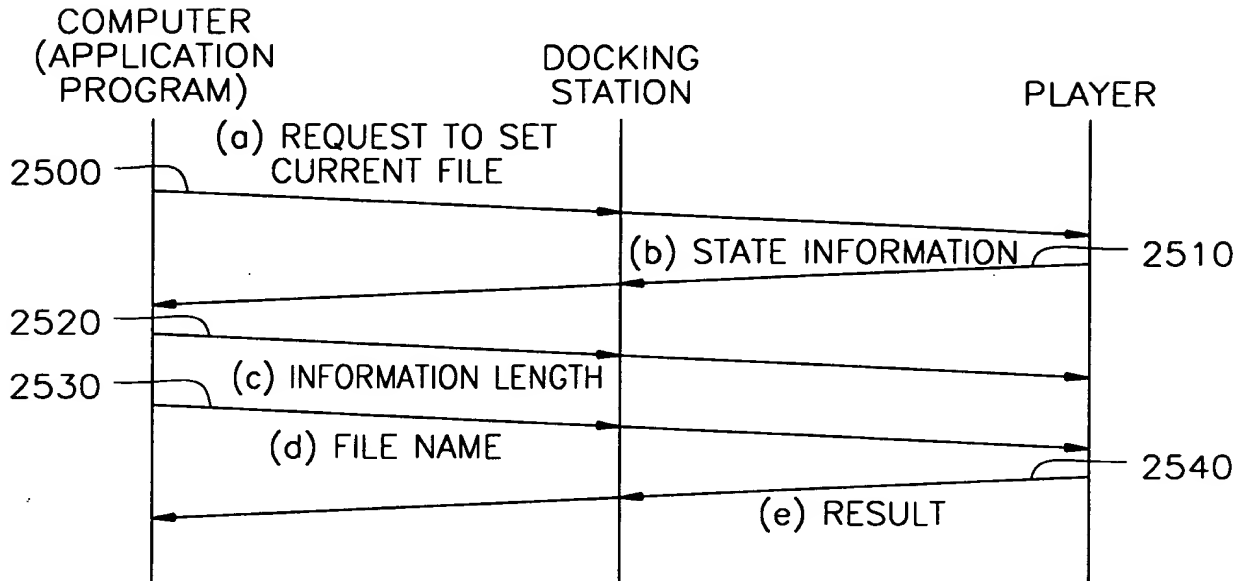 COMPUTER
(APPLICATION
PROGRAM)
DOCKING
STATION
PLAYER
(a) REQUEST TO SET
CURRENT FILE
2500
(b) STATE INFORMATION
2510
2520
(c) INFORMATION LENGTH
2530
(d) FILE NAME
2540
(e) RESULT